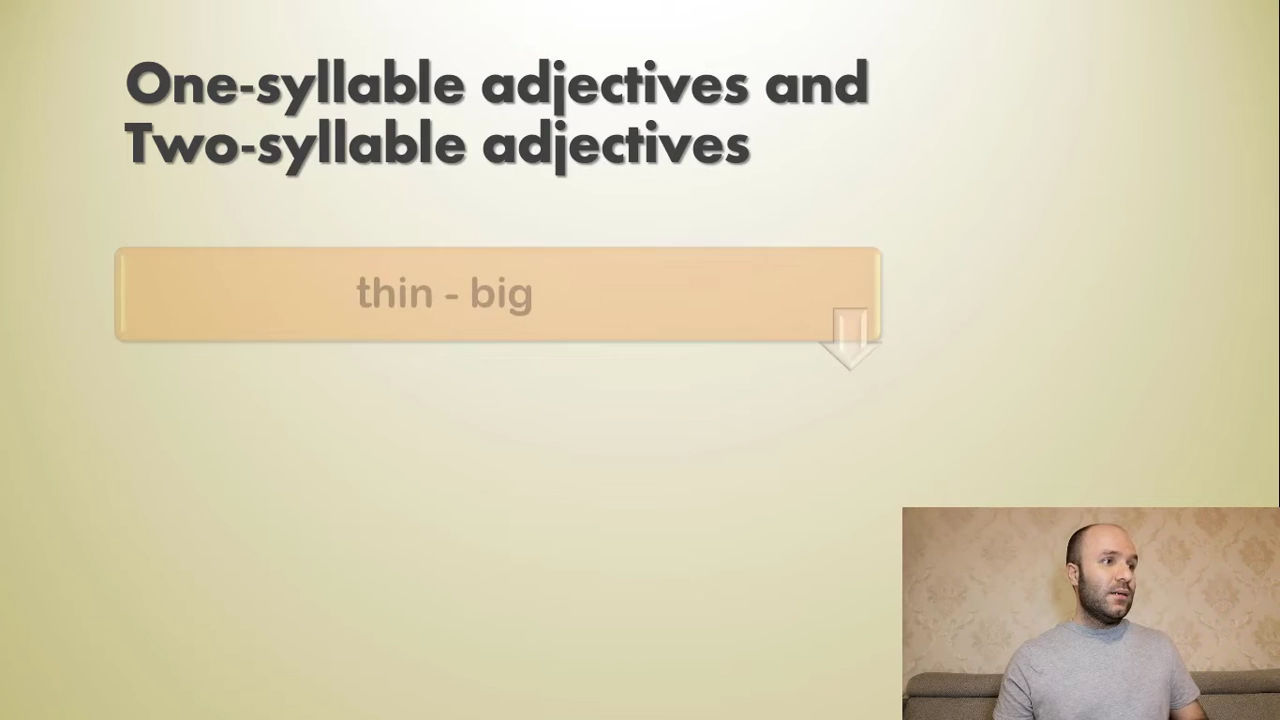 One-syllable adjectives and
Two-syllable adjectives
thin - big